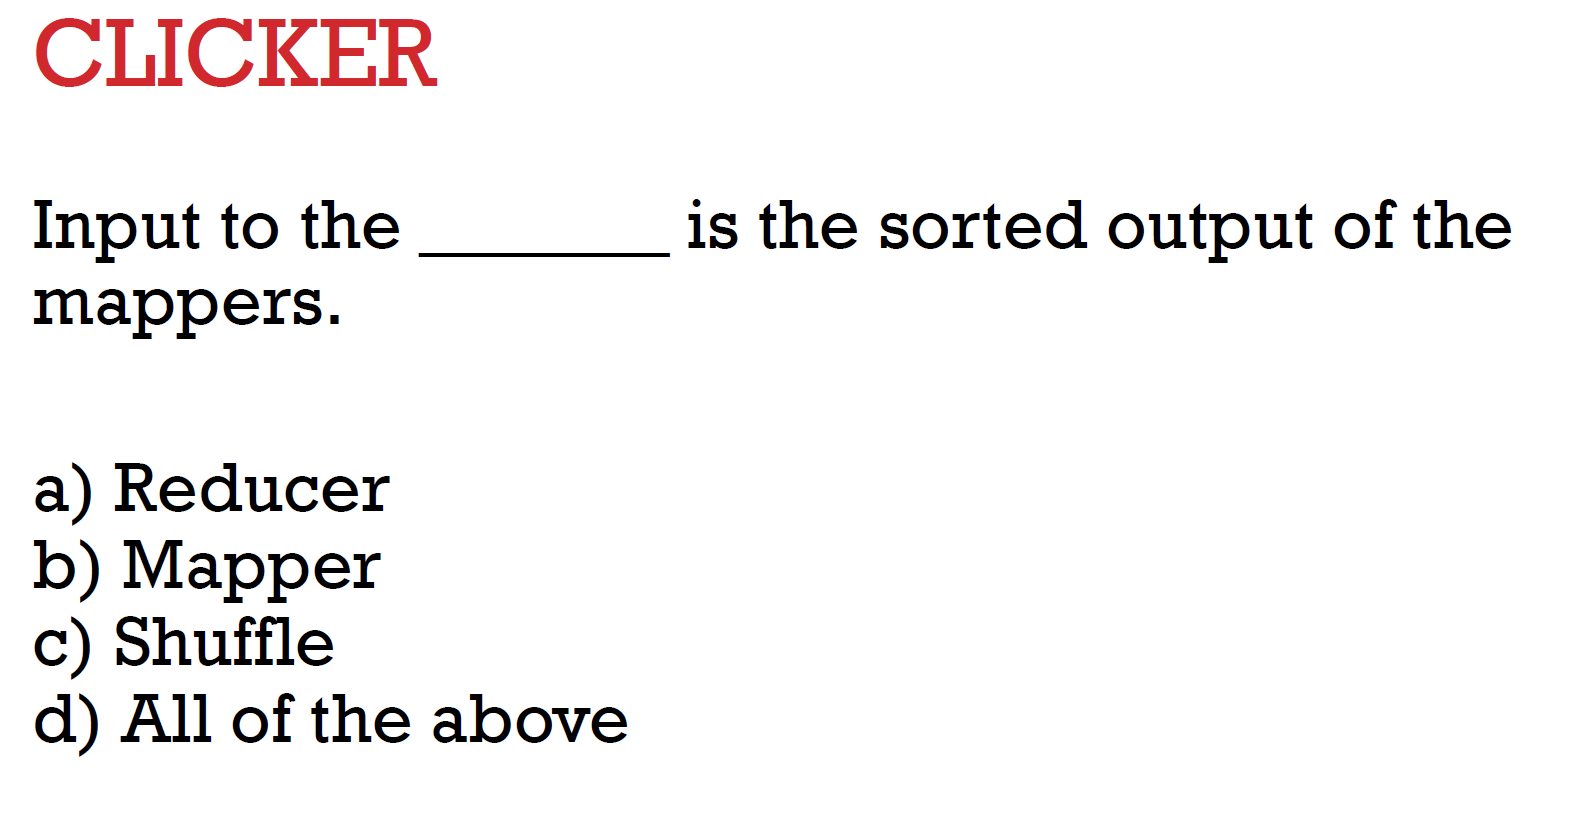 CLICKER
Input to the ________ is the sorted output of the
mappers.
a) Reducer
b) Mapper
c) Shuffle
d) All of the above